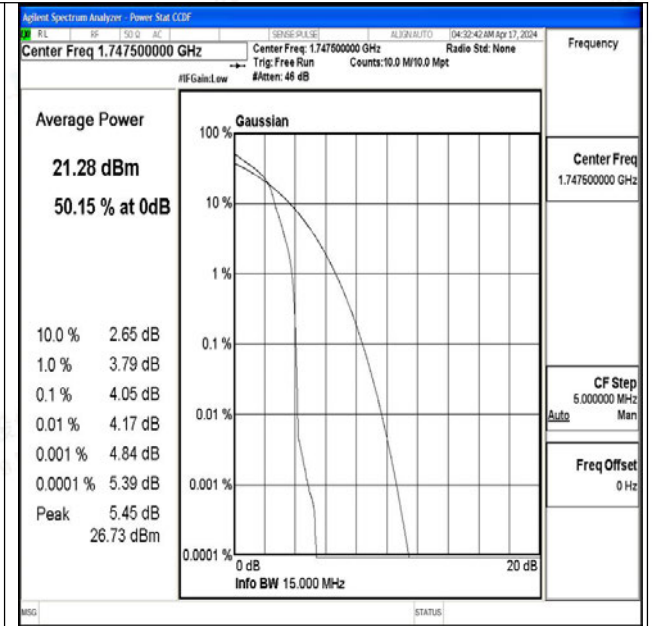 Agilent Spectrum Analyzer - Power Stat CCDF
RL RF 50 Ω AC SENSE:PULSE ALIGN AUTO 04:32:42 AM Apr 17, 2024
Center Freq 1.747500000 GHz
Center Freq: 1.747500000 GHz Radio Std: None
Trig: Free Run Counts:10.0 M/10.0 Mpt
#IFGain:Low #Atten: 46 dB
Frequency
Average Power
21.28 dBm
50.15 % at 0dB
10.0 % 2.65 dB
1.0 % 3.79 dB
0.1 % 4.05 dB
0.01 % 4.17 dB
0.001 % 4.84 dB
0.0001 % 5.39 dB
Peak 5.45 dB
26.73 dBm
Gaussian
100 %
10 %
1 %
0.1 %
0.01 %
0.001 %
0.0001 %
0 dB 20 dB
Info BW 15.000 MHz
Center Freq
1.747500000 GHz
CF Step
5.000000 MHz
Auto Man
Freq Offset
0 Hz
MSG STATUS